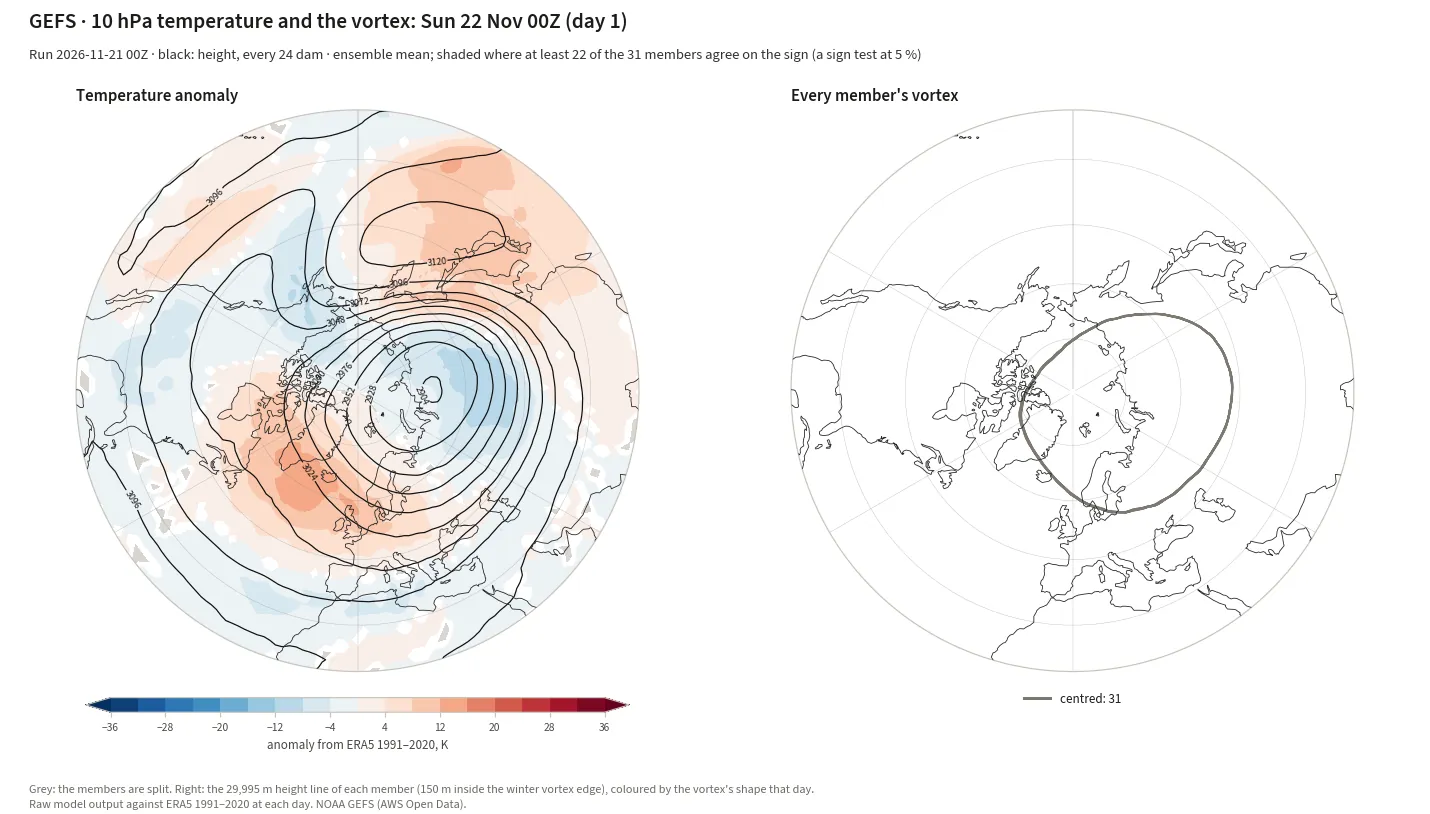 GEFS · 10 hPa temperature and the vortex: Sun 22 Nov 00Z (day 1)
Run 2026-11-21 00Z · black: height, every 24 dam · ensemble mean; shaded where at least 22 of the 31 members agree on the sign (a sign test at 5 %)
Temperature anomaly
Every member's vortex
3096
3120
3096
3072
3048
2976
2952
2928
3024
3096
centred: 31
−36 −28 −20 −12 −4 4 12 20 28 36
anomaly from ERA5 1991–2020, K
Grey: the members are split. Right: the 29,995 m height line of each member (150 m inside the winter vortex edge), coloured by the vortex's shape that day.
Raw model output against ERA5 1991–2020 at each day. NOAA GEFS (AWS Open Data).